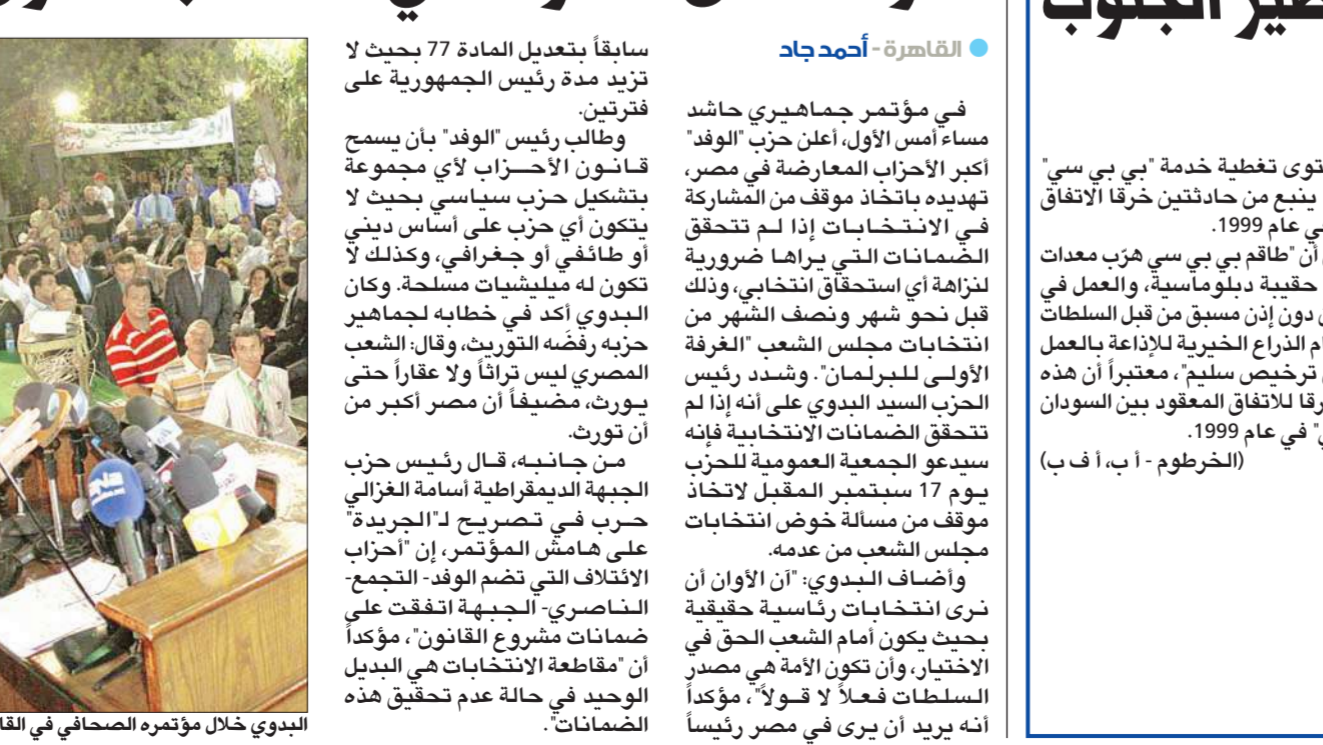 القاهرة - أحمد جاد
في مؤتمر جماهيري حاشد
مساء أمس الأول، أعلن حزب "الوفد"
أكبر الأحزاب المعارضة في مصر،
تهديده باتخاذ موقف من المشاركة
في الانتخابات إذا لم تتحقق
الضمانات التي يراها ضرورية
لنزاهة أي استحقاق انتخابي، وذلك
قبل نحو شهر ونصف الشهر من
انتخابات مجلس الشعب "الغرفة
الأولى للبرلمان". وشدد رئيس
الحزب السيد البدوي على أنه إذا لم
تتحقق الضمانات الانتخابية فإنه
سيدعو الجمعية العمومية للحزب
يوم 17 سبتمبر المقبل لاتخاذ
موقف من مسألة خوض انتخابات
مجلس الشعب من عدمه.
وأضاف البدوي: "آن الأوان أن
نرى انتخابات رئاسية حقيقية
بحيث يكون أمام الشعب الحق في
الاختيار، وأن تكون الأمة هي مصدر
السلطات فعلاً لا قولاً"، مؤكداً
أنه يريد أن يرى في مصر رئيساً
سابقاً بتعديل المادة 77 بحيث لا
تزيد مدة رئيس الجمهورية على
فترتين.
وطالب رئيس "الوفد" بأن يسمح
قانون الأحزاب لأي مجموعة
بتشكيل حزب سياسي بحيث لا
يتكون أي حزب على أساس ديني
أو طائفي أو جغرافي، وكذلك لا
تكون له ميليشيات مسلحة. وكان
البدوي أكد في خطابه لجماهير
حزبه رفضَه التوريث، وقال: الشعب
المصري ليس تراثاً ولا عقاراً حتى
يورث، مضيفاً أن مصر أكبر من
أن تورث.
من جانبه، قال رئيس حزب
الجبهة الديمقراطية أسامة الغزالي
حرب في تصريح لـ"الجريدة"
على هامش المؤتمر، إن "أحزاب
الائتلاف التي تضم الوفد- التجمع-
الناصري- الجبهة اتفقت على
ضمانات مشروع القانون"، مؤكداً
أن "مقاطعة الانتخابات هي البديل
الوحيد في حالة عدم تحقيق هذه
الضمانات".
البدوي خلال مؤتمره الصحافي في
الجنوب
توى تغطية خدمة "بي بي سي"
ينبع من حادثتين خرقا الاتفاق
عام 1999.
أن "طاقم بي بي سي هرّب معدات
حقيبة دبلوماسية، والعمل في
دون إذن مسبق من قبل السلطات
الذراع الخيرية للإذاعة بالعمل
ترخيص سليم"، معتبراً أن هذه
للاتفاق المعقود بين السودان
في عام 1999.
(الخرطوم - أ ب، أ ف ب)